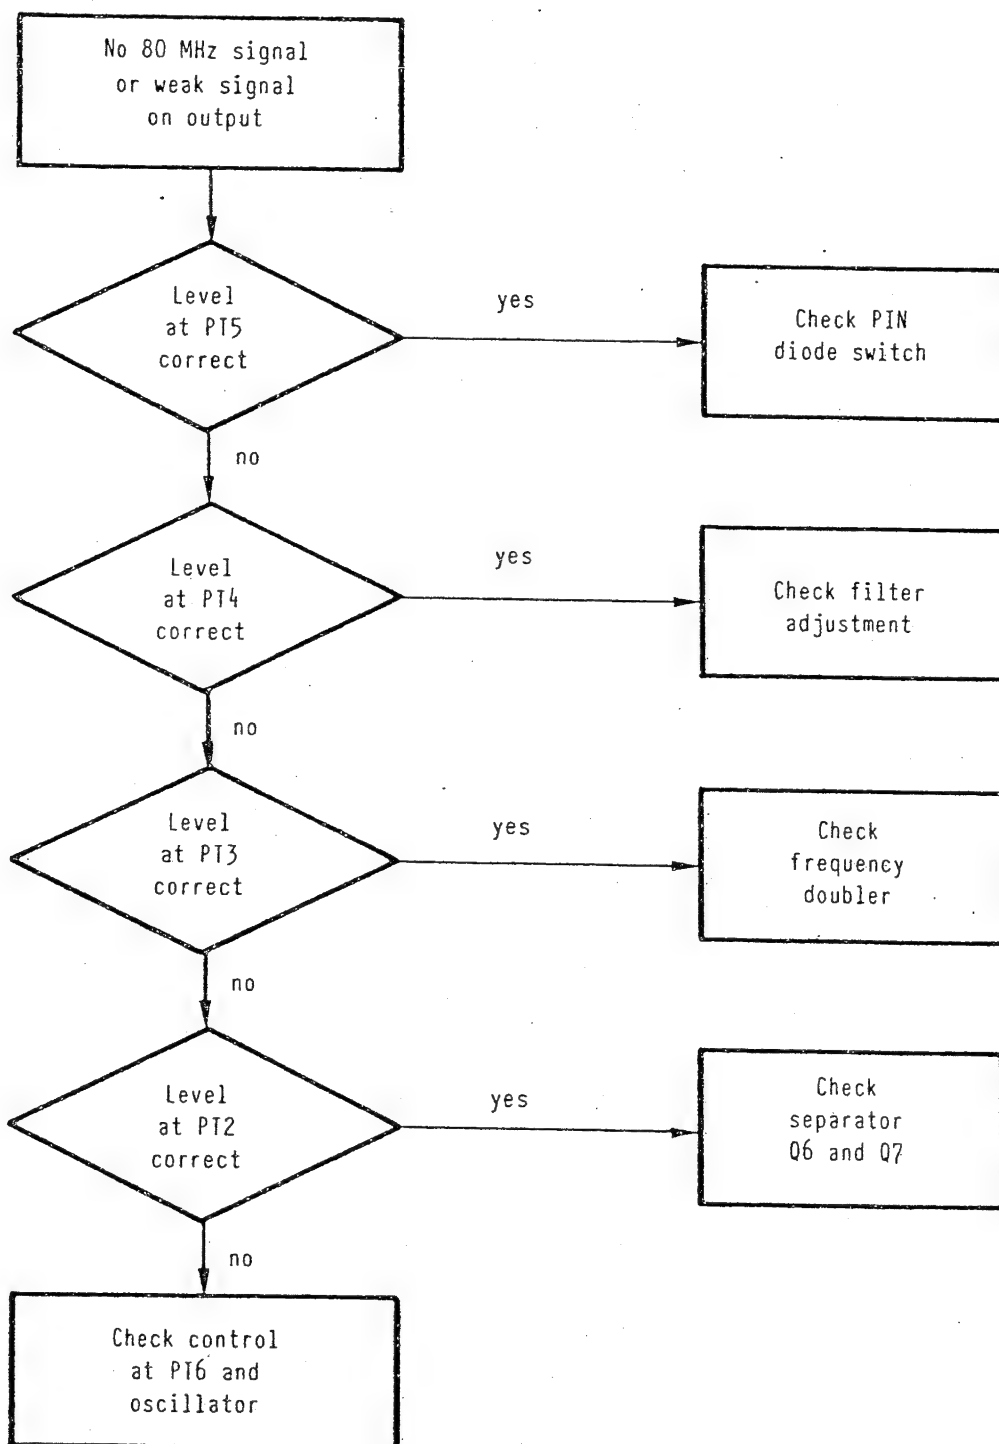 No 80 MHz signal
or weak signal
on output
Level
at PT5
correct
yes
Check PIN
diode switch
no
Level
at PT4
correct
yes
Check filter
adjustment
no
Level
at PT3
correct
yes
Check
frequency
doubler
no
Level
at PT2
correct
yes
Check
separator
Q6 and Q7
no
Check control
at PT6 and
oscillator